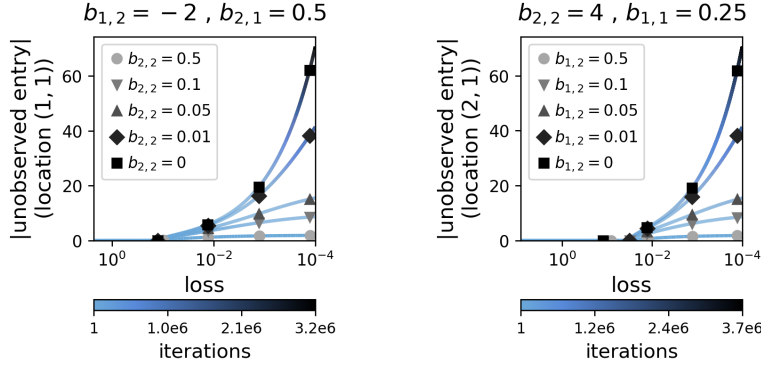 b1,2 = −2 , b2,1 = 0.5
|unobserved entry|
(location (1, 1))
60
40
20
0
b2,2 = 0.5
b2,2 = 0.1
b2,2 = 0.05
b2,2 = 0.01
b2,2 = 0
10^0
10^−2
10^−4
loss
1
1.0e6
2.1e6
3.2e6
iterations
b2,2 = 4 , b1,1 = 0.25
|unobserved entry|
(location (2, 1))
60
40
20
0
b1,2 = 0.5
b1,2 = 0.1
b1,2 = 0.05
b1,2 = 0.01
b1,2 = 0
10^0
10^−2
10^−4
loss
1
1.2e6
2.4e6
3.7e6
iterations